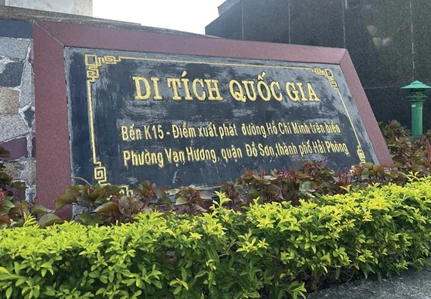 DI TÍCH QUỐC GIA
Bến K15 - Điểm xuất phát đường Hồ Chí Minh trên biển
Phường Vạn Hương, quận Đồ Sơn, thành phố Hải Phòng